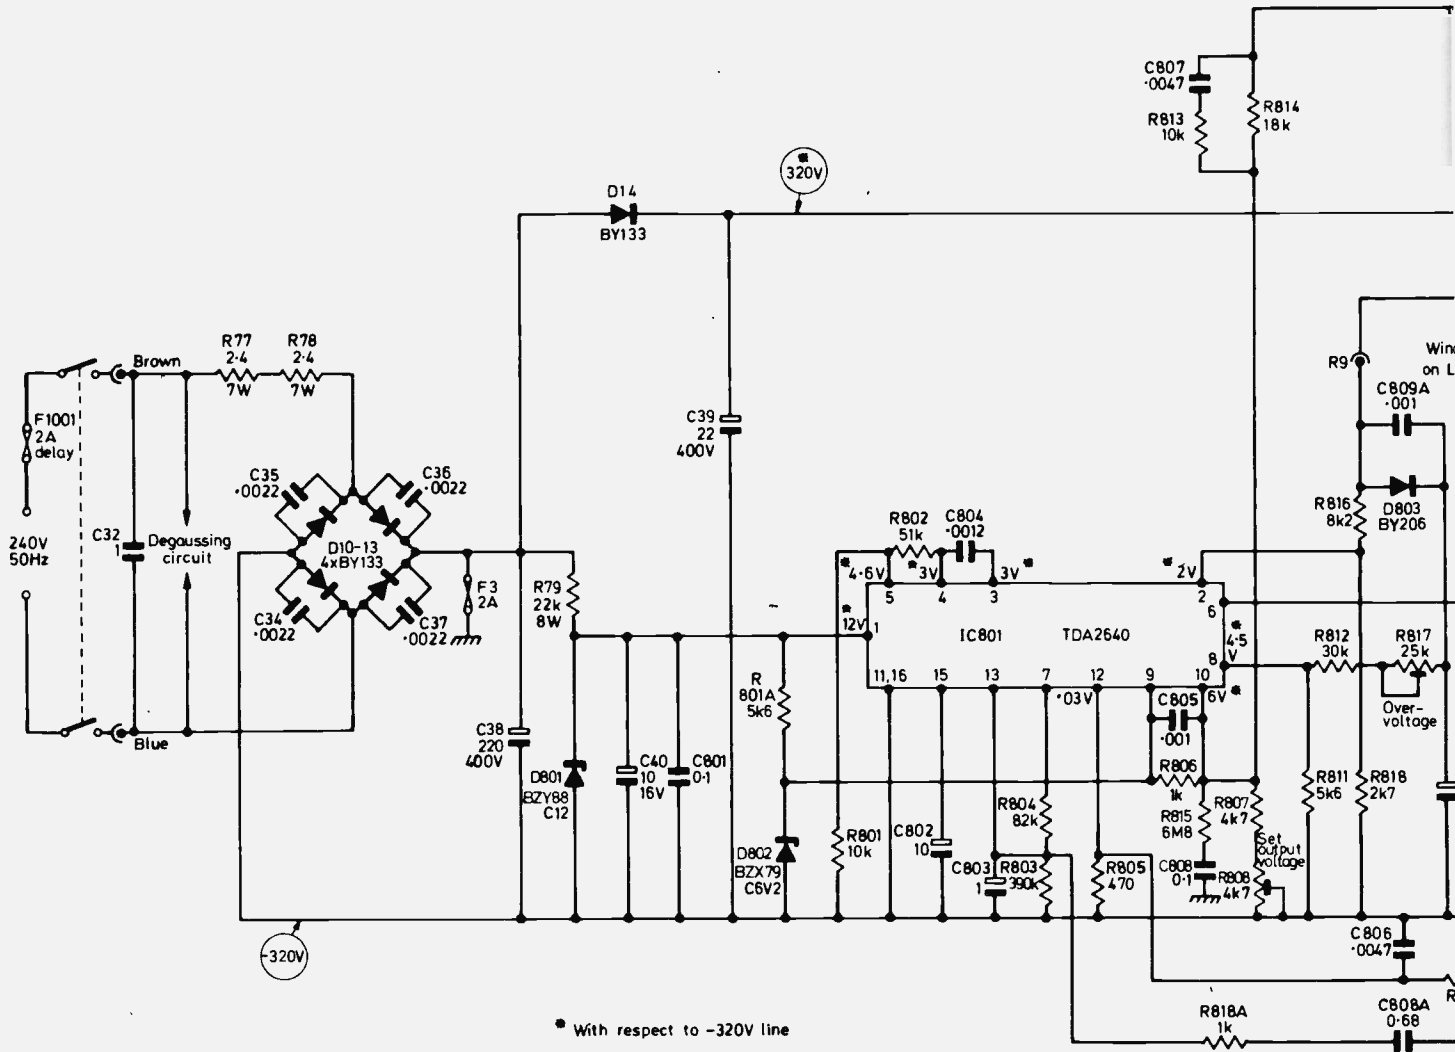 C807
.0047
R813
10k
R814
18k
*
320V
D14
BY133
R77
2.4
7W
R78
2.4
7W
Brown
F1001
2A
delay
240V
50Hz
C32
1
Degaussing
circuit
Blue
C35
.0022
C36
.0022
D10-13
4xBY133
C34
.0022
C37
.0022
F3
2A
R79
22k
8W
C39
22
400V
C38
220
400V
D801
BZY88
C12
C40
10
16V
C801
0.1
R
801A
5k6
D802
BZX79
C6V2
R801
10k
R802
51k
C804
.0012
* 4.6V
* 3V
3V *
* 2V
5
4
3
2
*
12V
1
IC801
TDA2640
6
*
4.5
V
8
11,16
15
13
7
12
9
10
.03V
6V *
C805
.001
R806
1k
R815
6M8
C808
0.1
R807
4k7
Set
output
voltage
R808
4k7
C802
10
C803
1
R804
82k
R803
390k
R805
470
R9
Wind
on L
C809A
.001
D803
BY206
R816
8k2
R812
30k
R817
25k
Over-
voltage
R811
5k6
R818
2k7
C806
.0047
R
R818A
1k
C808A
0.68
-320V
* With respect to -320V line